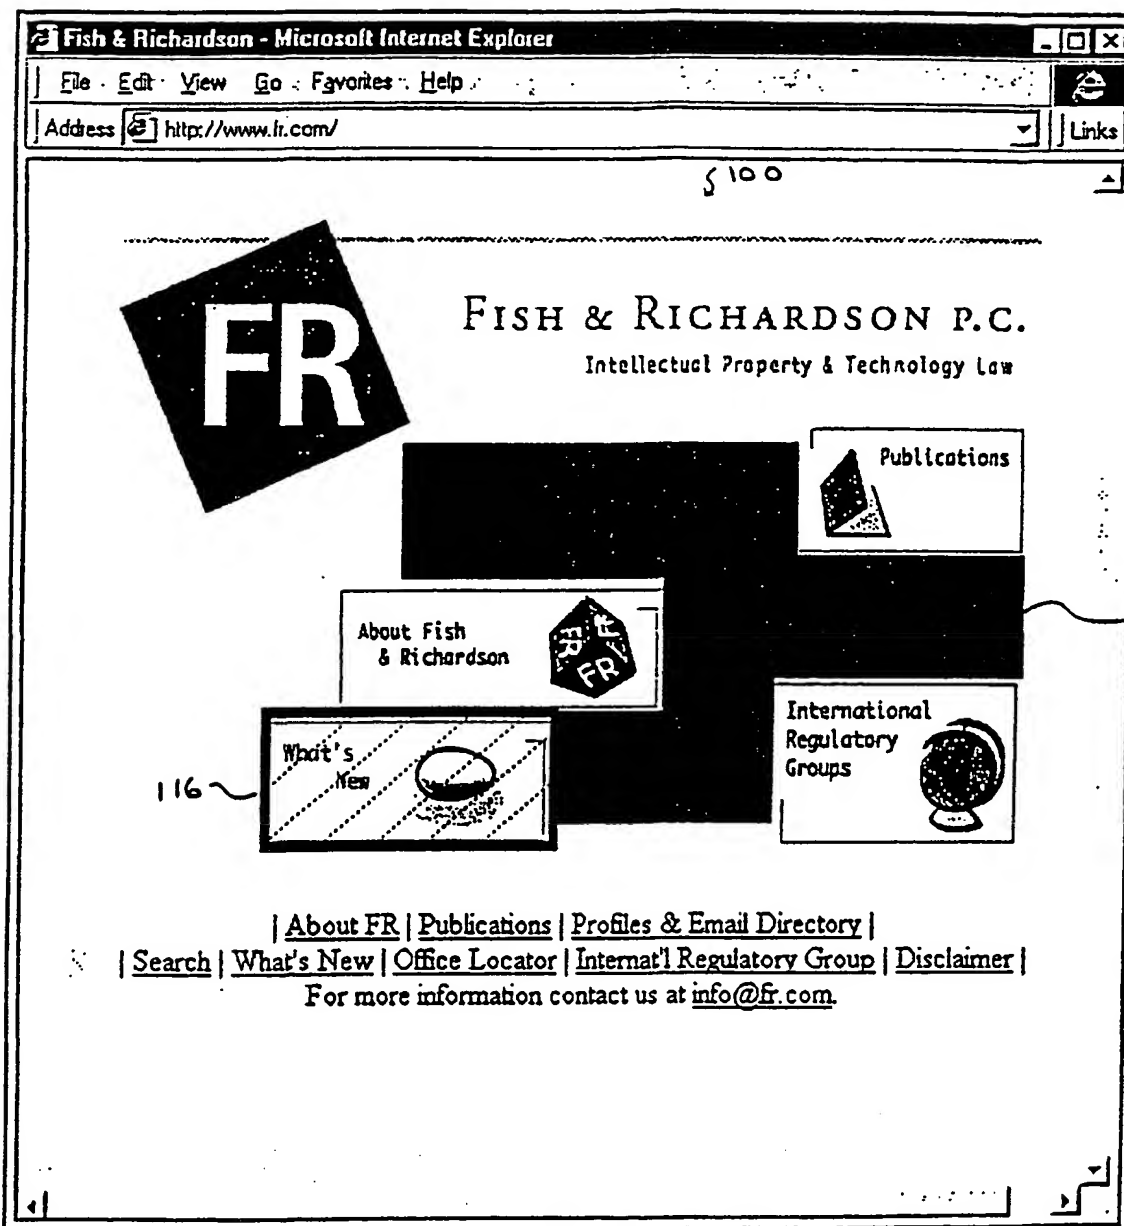 Fish & Richardson - Microsoft Internet Explorer
File Edit View Go Favorites Help
Address http://www.fr.com/ Links
100
FR
FISH & RICHARDSON P.C.
Intellectual Property & Technology Law
Publications
About Fish
& Richardson
FR
International
Regulatory
Groups
What's
New
116
| About FR | Publications | Profiles & Email Directory |
| Search | What's New | Office Locator | Internat'l Regulatory Group | Disclaimer |
For more information contact us at info@fr.com.